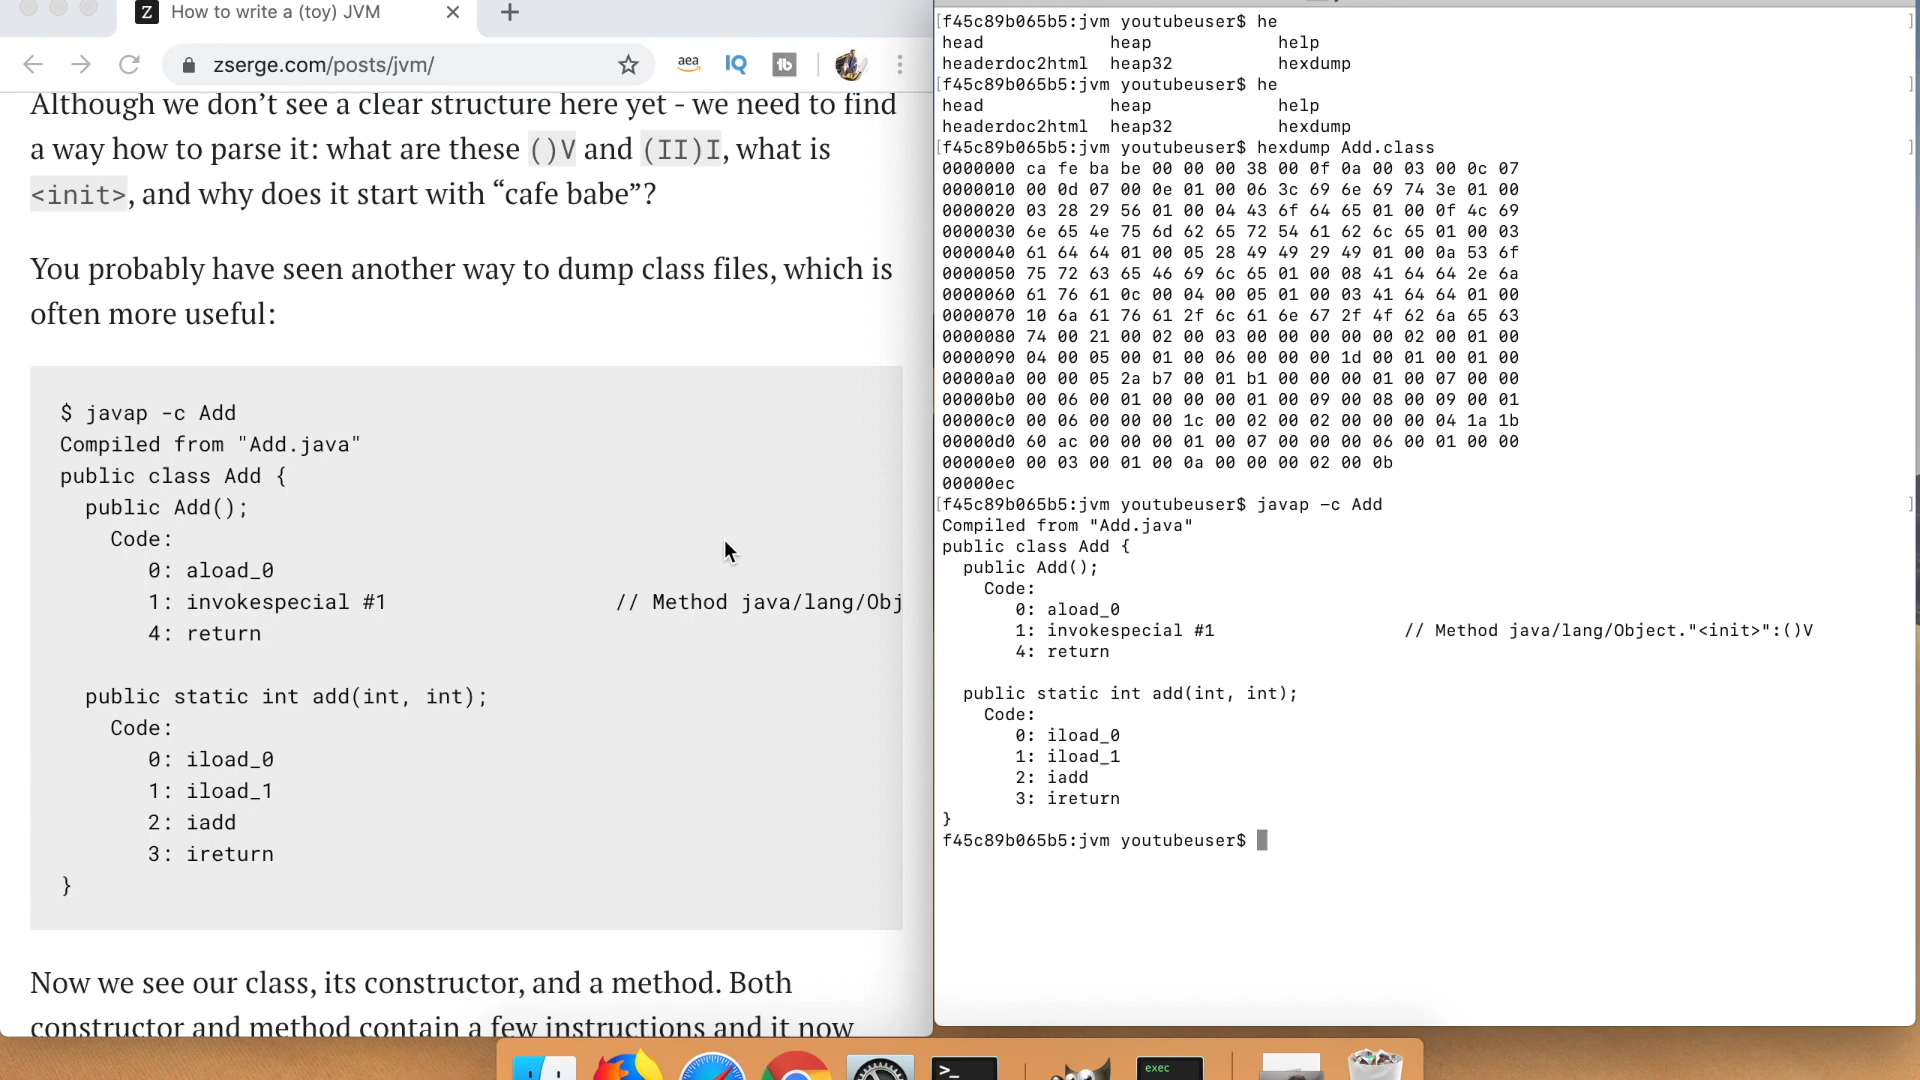 How to write a (toy) JVM
zserge.com/posts/jvm/
aea
IQ
Although we don’t see a clear structure here yet - we need to find
a way how to parse it: what are these ()V and (II)I, what is
<init>, and why does it start with “cafe babe”?
You probably have seen another way to dump class files, which is
often more useful:
$ javap -c Add
Compiled from "Add.java"
public class Add {
  public Add();
    Code:
       0: aload_0
       1: invokespecial #1                  // Method java/lang/Obj
       4: return
  public static int add(int, int);
    Code:
       0: iload_0
       1: iload_1
       2: iadd
       3: ireturn
}
Now we see our class, its constructor, and a method. Both
constructor and method contain a few instructions and it now
[f45c89b065b5:jvm youtubeuser$ he ]
head            heap            help
headerdoc2html  heap32          hexdump
[f45c89b065b5:jvm youtubeuser$ he ]
head            heap            help
headerdoc2html  heap32          hexdump
[f45c89b065b5:jvm youtubeuser$ hexdump Add.class ]
0000000 ca fe ba be 00 00 00 38 00 0f 0a 00 03 00 0c 07
0000010 00 0d 07 00 0e 01 00 06 3c 69 6e 69 74 3e 01 00
0000020 03 28 29 56 01 00 04 43 6f 64 65 01 00 0f 4c 69
0000030 6e 65 4e 75 6d 62 65 72 54 61 62 6c 65 01 00 03
0000040 61 64 64 01 00 05 28 49 49 29 49 01 00 0a 53 6f
0000050 75 72 63 65 46 69 6c 65 01 00 08 41 64 64 2e 6a
0000060 61 76 61 0c 00 04 00 05 01 00 03 41 64 64 01 00
0000070 10 6a 61 76 61 2f 6c 61 6e 67 2f 4f 62 6a 65 63
0000080 74 00 21 00 02 00 03 00 00 00 00 00 02 00 01 00
0000090 04 00 05 00 01 00 06 00 00 00 1d 00 01 00 01 00
00000a0 00 00 05 2a b7 00 01 b1 00 00 00 01 00 07 00 00
00000b0 00 06 00 01 00 00 00 01 00 09 00 08 00 09 00 01
00000c0 00 06 00 00 00 1c 00 02 00 02 00 00 00 04 1a 1b
00000d0 60 ac 00 00 00 01 00 07 00 00 00 06 00 01 00 00
00000e0 00 03 00 01 00 0a 00 00 00 02 00 0b
00000ec
[f45c89b065b5:jvm youtubeuser$ javap -c Add ]
Compiled from "Add.java"
public class Add {
  public Add();
    Code:
       0: aload_0
       1: invokespecial #1                  // Method java/lang/Object."<init>":()V
       4: return
  public static int add(int, int);
    Code:
       0: iload_0
       1: iload_1
       2: iadd
       3: ireturn
}
f45c89b065b5:jvm youtubeuser$
exec